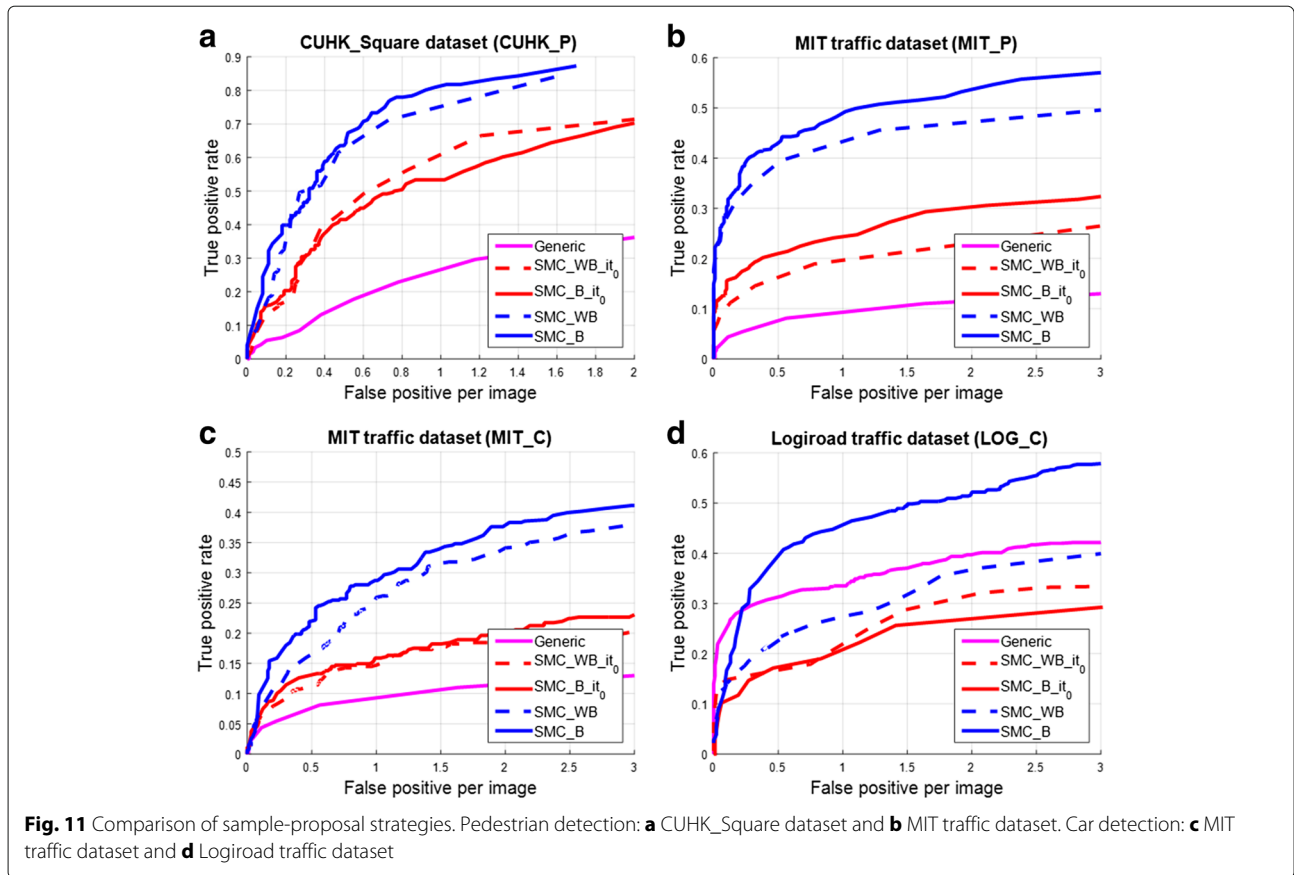 a
CUHK_Square dataset (CUHK_P)
True positive rate
0.9
0.8
0.7
0.6
0.5
0.4
0.3
0.2
0.1
0
Generic
SMC_WB_it0
SMC_B_it0
SMC_WB
SMC_B
0 0.2 0.4 0.6 0.8 1 1.2 1.4 1.6 1.8 2
False positive per image
b
MIT traffic dataset (MIT_P)
True positive rate
0.6
0.5
0.4
0.3
0.2
0.1
0
Generic
SMC_WB_it0
SMC_B_it0
SMC_WB
SMC_B
0 0.5 1 1.5 2 2.5 3
False positive per image
c
MIT traffic dataset (MIT_C)
True positive rate
0.5
0.45
0.4
0.35
0.3
0.25
0.2
0.15
0.1
0.05
0
Generic
SMC_WB_it0
SMC_B_it0
SMC_WB
SMC_B
0 0.5 1 1.5 2 2.5 3
False positive per image
d
Logiroad traffic dataset (LOG_C)
True positive rate
0.6
0.5
0.4
0.3
0.2
0.1
0
Generic
SMC_WB_it0
SMC_B_it0
SMC_WB
SMC_B
0 0.5 1 1.5 2 2.5 3
False positive per image
Fig. 11 Comparison of sample-proposal strategies. Pedestrian detection: a CUHK_Square dataset and b MIT traffic dataset. Car detection: c MIT
traffic dataset and d Logiroad traffic dataset